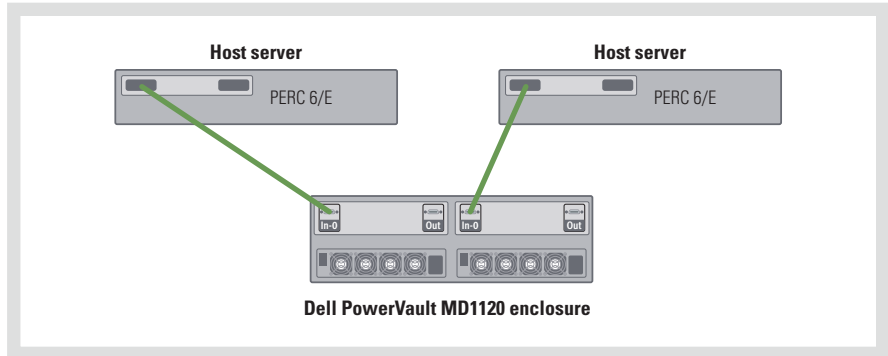 Host server
Host server
PERC 6/E
PERC 6/E
In-0
Out
In-0
Out
Dell PowerVault MD1120 enclosure